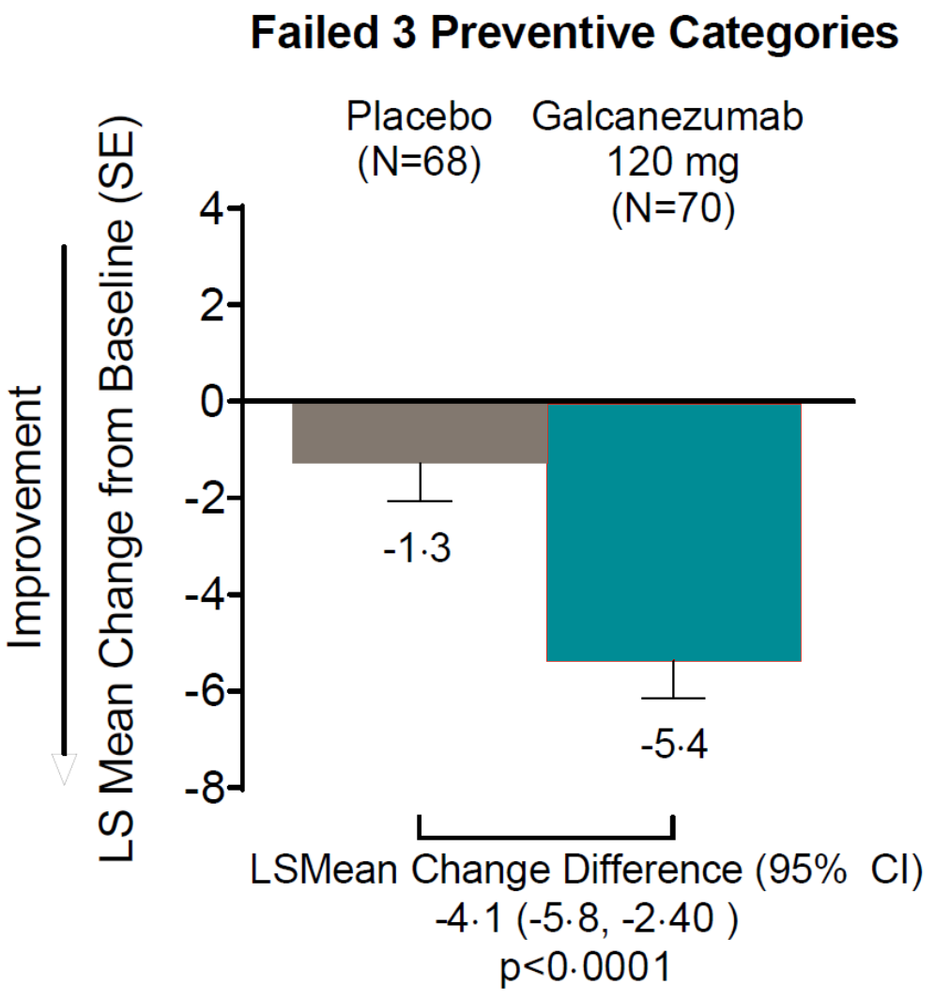 Failed 3 Preventive Categories
Placebo
(N=68)
Galcanezumab
120 mg
(N=70)
Improvement
LS Mean Change from Baseline (SE)
4
2
0
-2
-4
-6
-8
-1·3
-5·4
LSMean Change Difference (95% CI)
-4·1 (-5·8, -2·40 )
p<0·0001